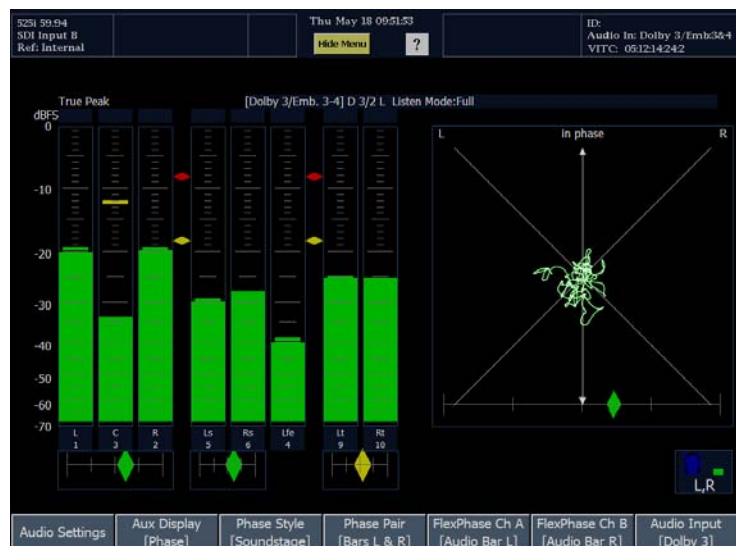 525i 59.94
SDI Input B
Ref: Internal
Thu May 18 09:51:53
Hide Menu
?
ID:
Audio In: Dolby 3/Emb:3&4
VITC: 05:12:14:24:2
True Peak
[Dolby 3/Emb. 3-4] D 3/2 L Listen Mode:Full
dBFS
0
-10
-20
-30
-40
-50
-60
-70
L C R Ls Rs Lfe Lt Rt
1 3 2 5 6 4 9 10
L in phase R
L,R
Audio Settings
Aux Display
[Phase]
Phase Style
[Soundstage]
Phase Pair
[Bars L & R]
FlexPhase Ch A
[Audio Bar L]
FlexPhase Ch B
[Audio Bar R]
Audio Input
[Dolby 3]